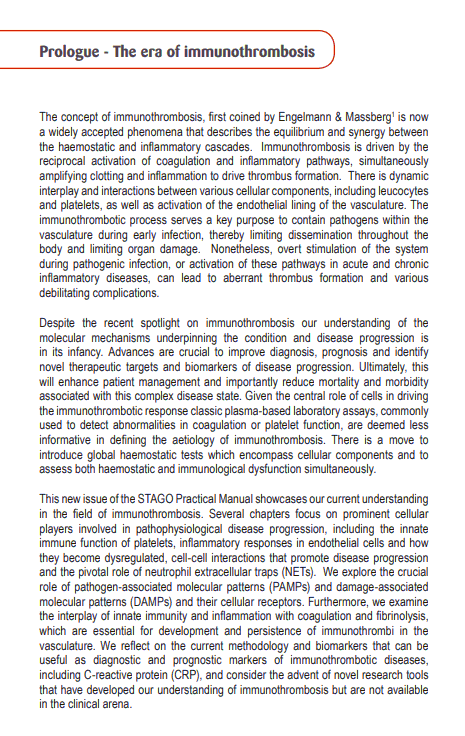 Prologue - The era of immunothrombosis
The concept of immunothrombosis, first coined by Engelmann & Massberg¹ is now
a widely accepted phenomena that describes the equilibrium and synergy between
the haemostatic and inflammatory cascades. Immunothrombosis is driven by the
reciprocal activation of coagulation and inflammatory pathways, simultaneously
amplifying clotting and inflammation to drive thrombus formation. There is dynamic
interplay and interactions between various cellular components, including leucocytes
and platelets, as well as activation of the endothelial lining of the vasculature. The
immunothrombotic process serves a key purpose to contain pathogens within the
vasculature during early infection, thereby limiting dissemination throughout the
body and limiting organ damage. Nonetheless, overt stimulation of the system
during pathogenic infection, or activation of these pathways in acute and chronic
inflammatory diseases, can lead to aberrant thrombus formation and various
debilitating complications.
Despite the recent spotlight on immunothrombosis our understanding of the
molecular mechanisms underpinning the condition and disease progression is
in its infancy. Advances are crucial to improve diagnosis, prognosis and identify
novel therapeutic targets and biomarkers of disease progression. Ultimately, this
will enhance patient management and importantly reduce mortality and morbidity
associated with this complex disease state. Given the central role of cells in driving
the immunothrombotic response classic plasma-based laboratory assays, commonly
used to detect abnormalities in coagulation or platelet function, are deemed less
informative in defining the aetiology of immunothrombosis. There is a move to
introduce global haemostatic tests which encompass cellular components and to
assess both haemostatic and immunological dysfunction simultaneously.
This new issue of the STAGO Practical Manual showcases our current understanding
in the field of immunothrombosis. Several chapters focus on prominent cellular
players involved in pathophysiological disease progression, including the innate
immune function of platelets, inflammatory responses in endothelial cells and how
they become dysregulated, cell-cell interactions that promote disease progression
and the pivotal role of neutrophil extracellular traps (NETs). We explore the crucial
role of pathogen-associated molecular patterns (PAMPs) and damage-associated
molecular patterns (DAMPs) and their cellular receptors. Furthermore, we examine
the interplay of innate immunity and inflammation with coagulation and fibrinolysis,
which are essential for development and persistence of immunothrombi in the
vasculature. We reflect on the current methodology and biomarkers that can be
useful as diagnostic and prognostic markers of immunothrombotic diseases,
including C-reactive protein (CRP), and consider the advent of novel research tools
that have developed our understanding of immunothrombosis but are not available
in the clinical arena.